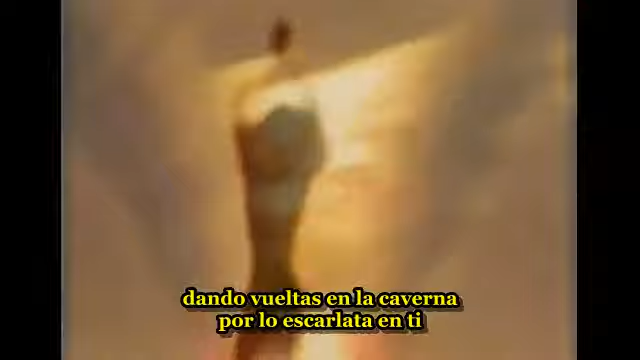 dando vueltas en la caverna
por lo escarlata en ti